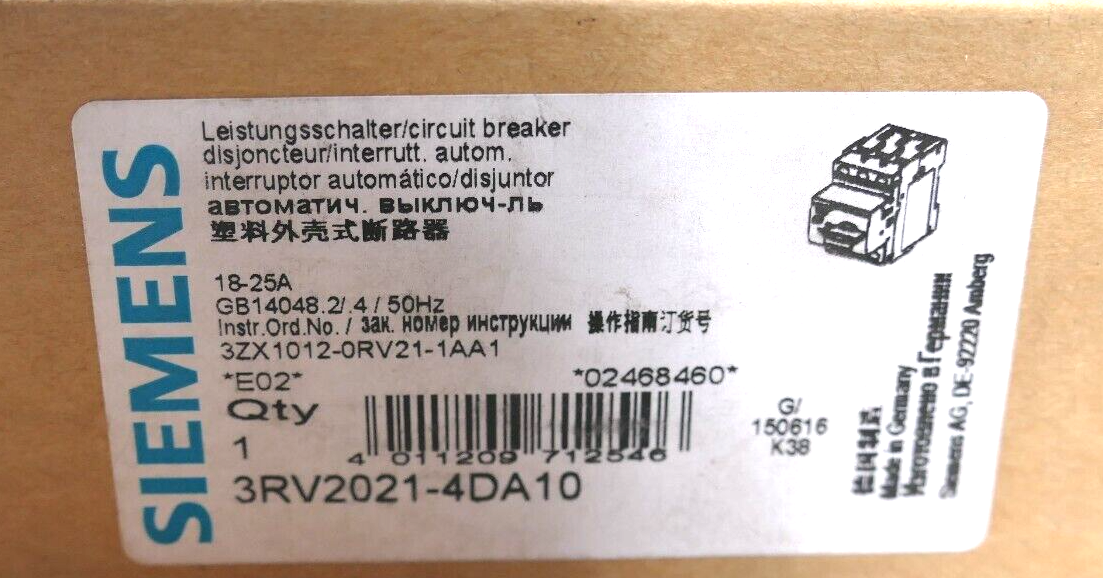 SIEMENS
Leistungsschalter/circuit breaker
disjoncteur/interrutt. autom.
interruptor automático/disjuntor
автоматич. выключ-ль
塑料外壳式断路器
18-25A
GB14048.2/.4 / 50Hz
Instr.Ord.No. / зак. номер инструкции 操作指南订货号
3ZX1012-0RV21-1AA1
*E02* *02468460*
Qty
1
4 011209 712546
3RV2021-4DA10
G/
150616
K38
德国制造
Made in Germany
Изготовлено в Германии
Siemens AG, DE-92220 Amberg